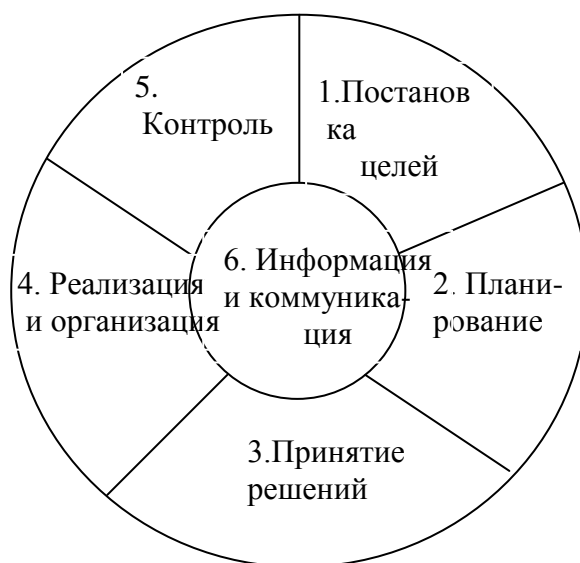 5.
Контроль
1.Постанов
ка
целей
6. Информация
и коммуника-
ция
4. Реализация
и организация
2. Плани-
рование
3.Принятие
решений